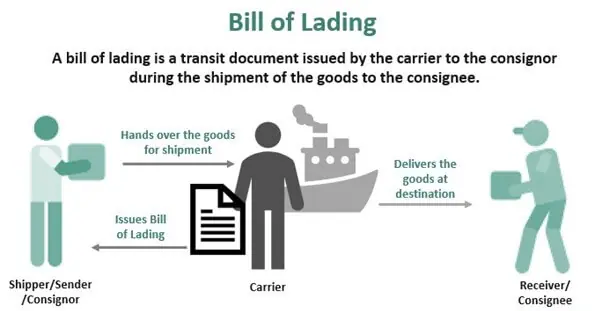 Bill of Lading
A bill of lading is a transit document issued by the carrier to the consignor
during the shipment of the goods to the consignee.
Hands over the goods
for shipment
Delivers the
goods at
destination
Issues Bill
of Lading
Shipper/Sender
/Consignor
Carrier
Receiver/
Consignee